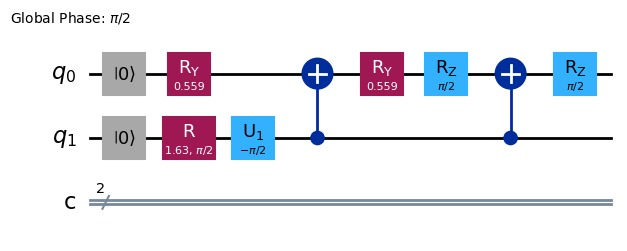 Global Phase: π/2
q₀ |0⟩ R_Y 0.559 R_Y 0.559 R_Z π/2 R_Z π/2
q₁ |0⟩ R 1.63, π/2 U₁ −π/2
2
c